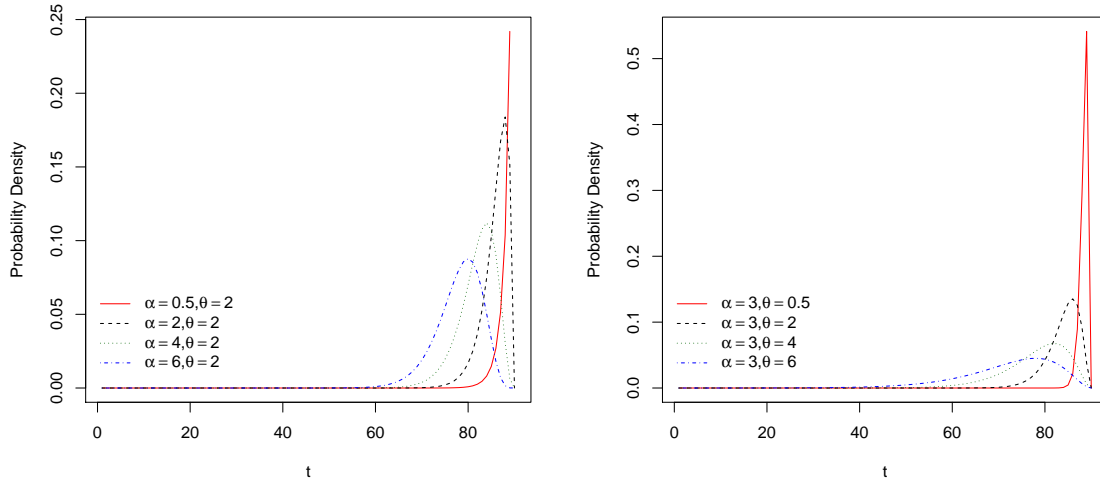 Probability Density
0.25
0.20
0.15
0.10
0.05
0.00
α = 0.5,θ = 2
α = 2,θ = 2
α = 4,θ = 2
α = 6,θ = 2
0 20 40 60 80
t
Probability Density
0.5
0.4
0.3
0.2
0.1
0.0
α = 3,θ = 0.5
α = 3,θ = 2
α = 3,θ = 4
α = 3,θ = 6
0 20 40 60 80
t